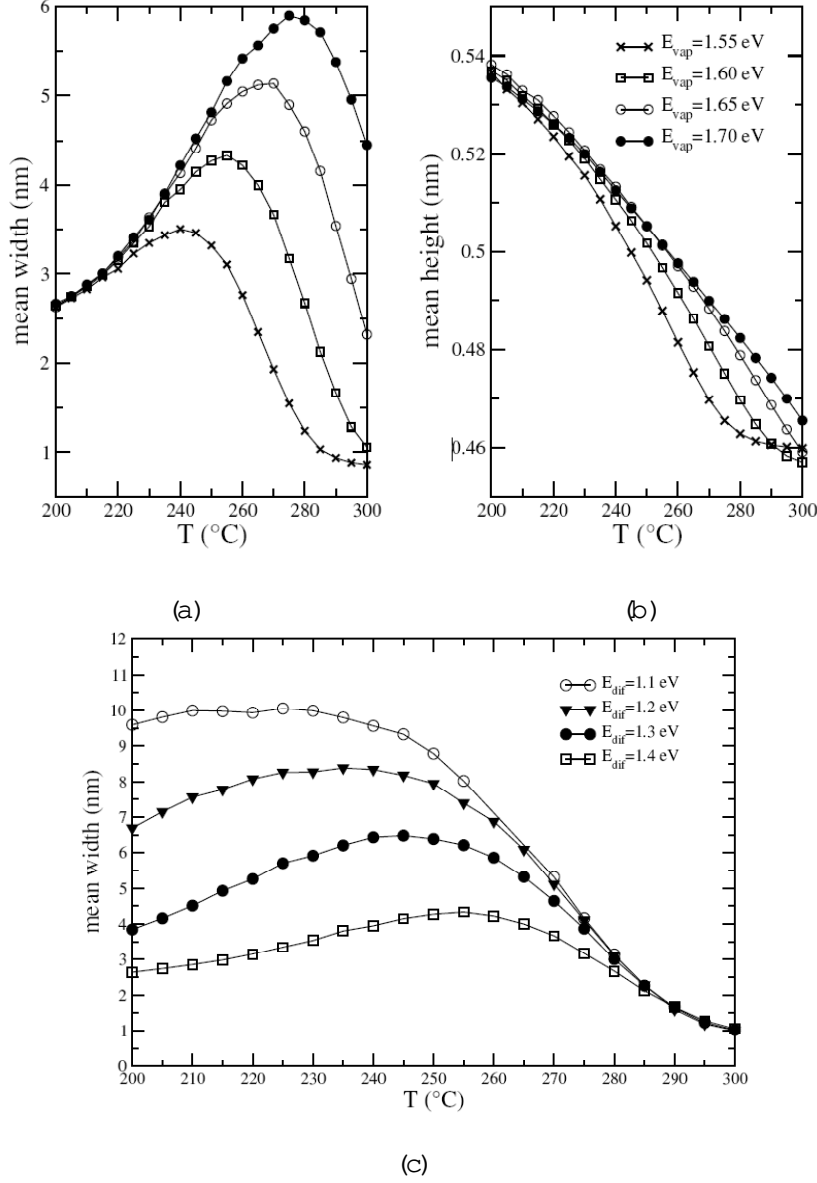 6
5
4
3
2
1
mean width (nm)
200 220 240 260 280 300
T (°C)
0.54
0.52
0.5
0.48
0.46
mean height (nm)
E_vap=1.55 eV
E_vap=1.60 eV
E_vap=1.65 eV
E_vap=1.70 eV
200 220 240 260 280 300
T (°C)
(a)
(b)
12
11
10
9
8
7
6
5
4
3
2
1
0
mean width (nm)
E_dif=1.1 eV
E_dif=1.2 eV
E_dif=1.3 eV
E_dif=1.4 eV
200 210 220 230 240 250 260 270 280 290 300
T (°C)
(c)